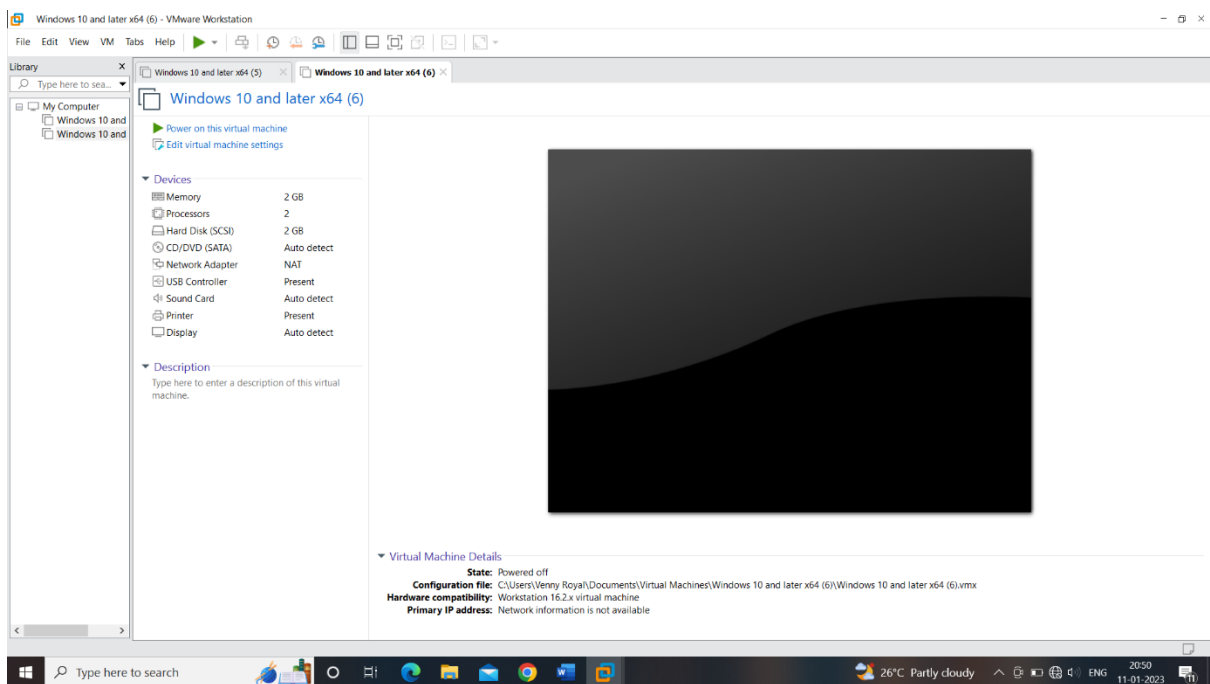 Windows 10 and later x64 (6) - VMware Workstation
File Edit View VM Tabs Help
Library X
Type here to sea...
My Computer
Windows 10 and
Windows 10 and
Windows 10 and later x64 (5)
Windows 10 and later x64 (6)
Windows 10 and later x64 (6)
Power on this virtual machine
Edit virtual machine settings
Devices
Memory 2 GB
Processors 2
Hard Disk (SCSI) 2 GB
CD/DVD (SATA) Auto detect
Network Adapter NAT
USB Controller Present
Sound Card Auto detect
Printer Present
Display Auto detect
Description
Type here to enter a description of this virtual
machine.
Virtual Machine Details
State: Powered off
Configuration file: C:\Users\Venny Royal\Documents\Virtual Machines\Windows 10 and later x64 (6)\Windows 10 and later x64 (6).vmx
Hardware compatibility: Workstation 16.2.x virtual machine
Primary IP address: Network information is not available
Type here to search
26°C Partly cloudy
ENG
20:50
11-01-2023